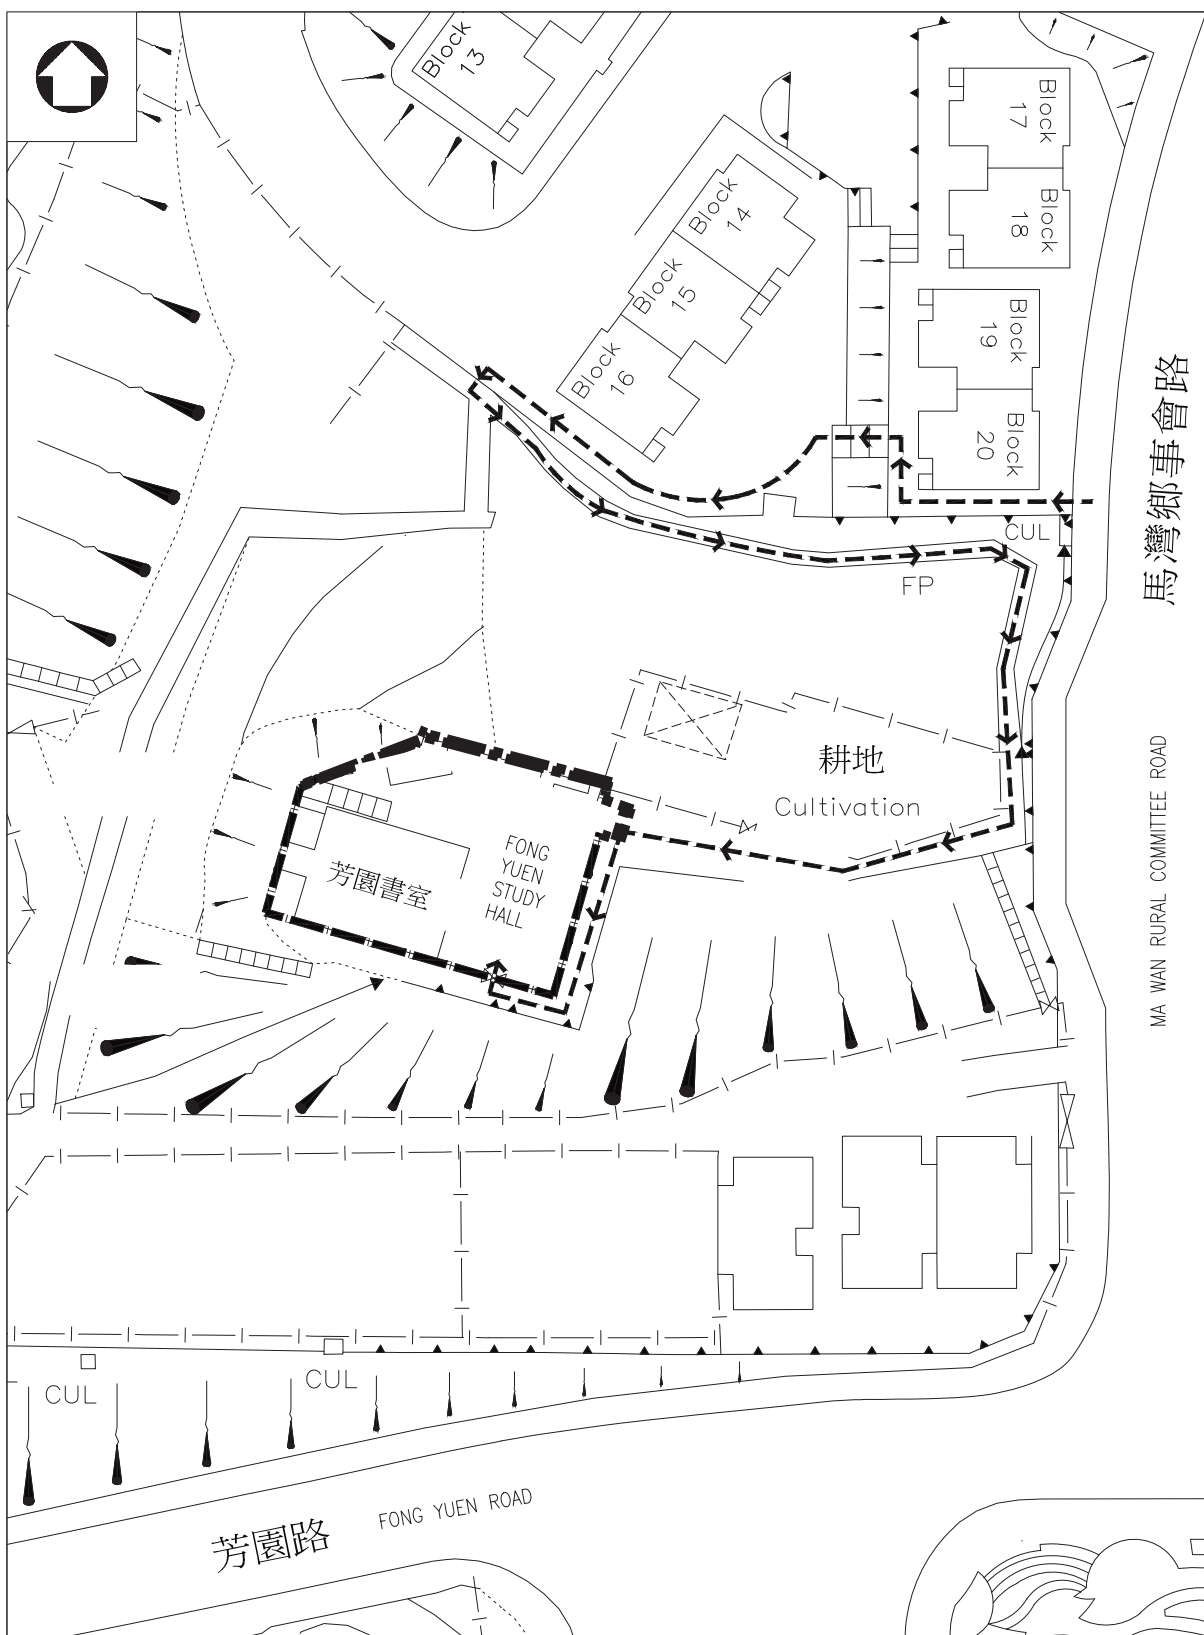 Block
13
Block
17
Block
18
Block
14
Block
15
Block
16
Block
19
Block
20
馬灣鄉事會路
CUL
FP
MA WAN RURAL COMMITTEE ROAD
耕地
Cultivation
FONG
YUEN
STUDY
HALL
芳園書室
CUL
CUL
芳園路
FONG YUEN ROAD